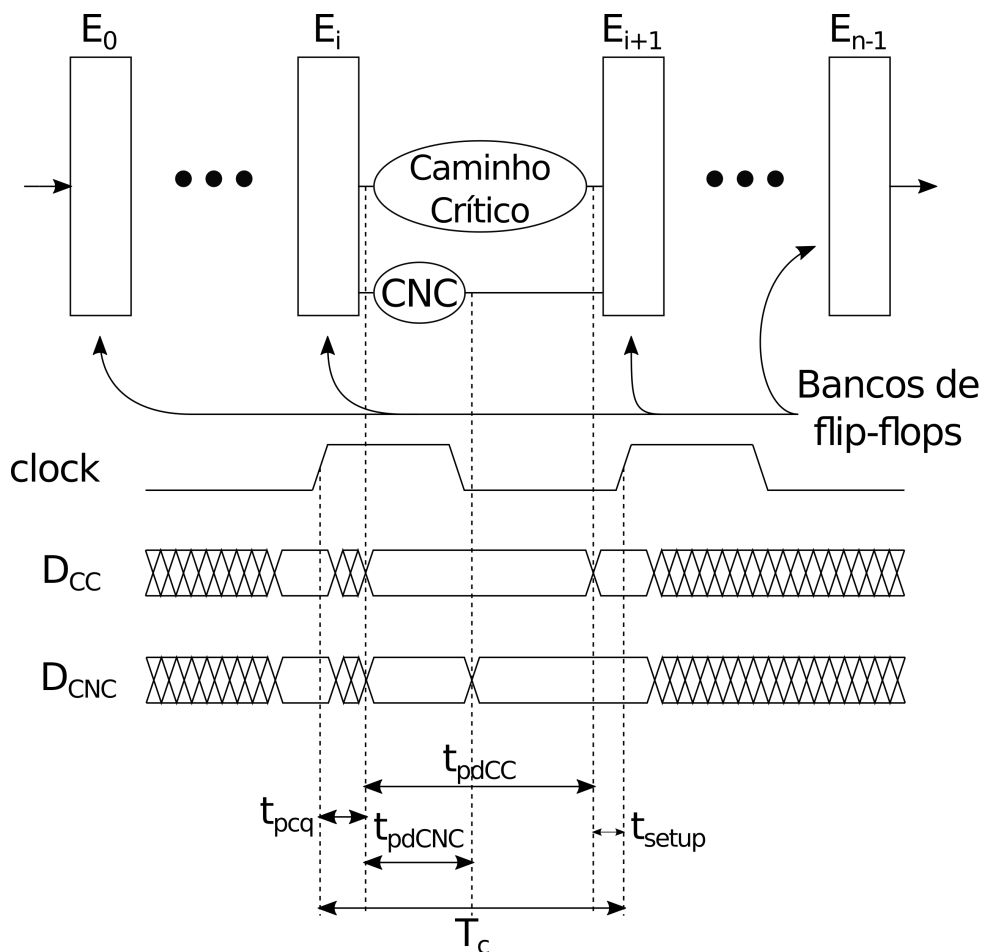 E0
Ei
Ei+1
En-1
Caminho
Crítico
CNC
Bancos de
flip-flops
clock
DCC
DCNC
tpdCC
tpcq
tpdCNC
tsetup
Tc